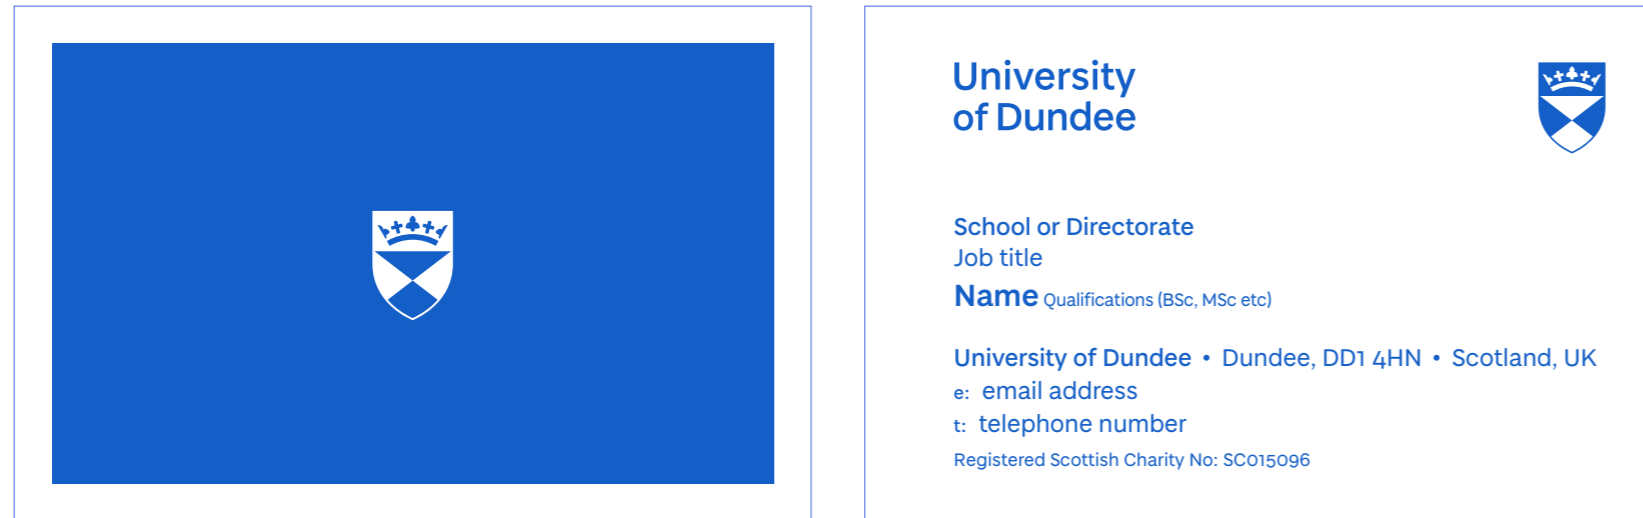 University
of Dundee
School or Directorate
Job title
Name Qualifications (BSc, MSc etc)
University of Dundee • Dundee, DD1 4HN • Scotland, UK
e: email address
t: telephone number
Registered Scottish Charity No: SC015096